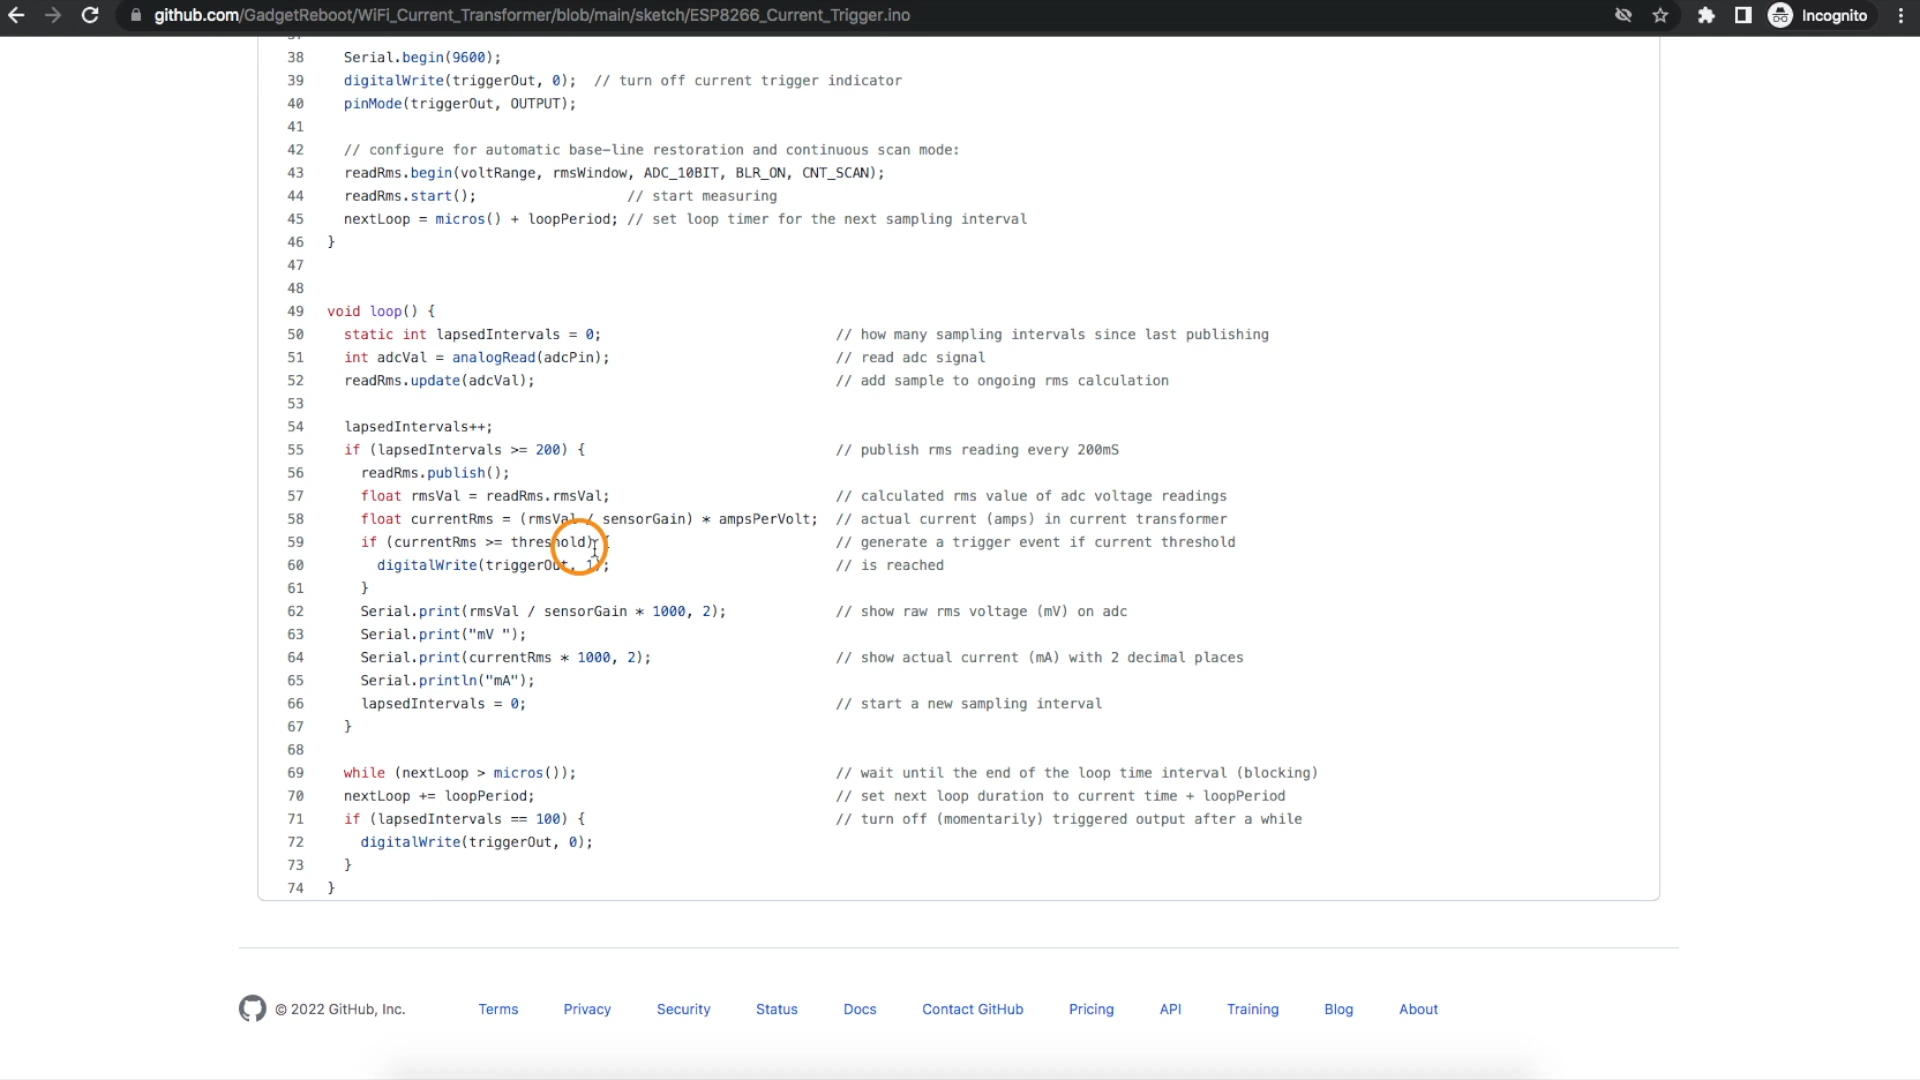 github.com/GadgetReboot/WiFi_Current_Transformer/blob/main/sketch/ESP8266_Current_Trigger.ino Incognito
37
38 Serial.begin(9600);
39 digitalWrite(triggerOut, 0); // turn off current trigger indicator
40 pinMode(triggerOut, OUTPUT);
41
42 // configure for automatic base-line restoration and continuous scan mode:
43 readRms.begin(voltRange, rmsWindow, ADC_10BIT, BLR_ON, CNT_SCAN);
44 readRms.start(); // start measuring
45 nextLoop = micros() + loopPeriod; // set loop timer for the next sampling interval
46 }
47
48
49 void loop() {
50 static int lapsedIntervals = 0; // how many sampling intervals since last publishing
51 int adcVal = analogRead(adcPin); // read adc signal
52 readRms.update(adcVal); // add sample to ongoing rms calculation
53
54 lapsedIntervals++;
55 if (lapsedIntervals >= 200) { // publish rms reading every 200mS
56 readRms.publish();
57 float rmsVal = readRms.rmsVal; // calculated rms value of adc voltage readings
58 float currentRms = (rmsVal / sensorGain) * ampsPerVolt; // actual current (amps) in current transformer
59 if (currentRms >= threshold) { // generate a trigger event if current threshold
60 digitalWrite(triggerOut, 1); // is reached
61 }
62 Serial.print(rmsVal / sensorGain * 1000, 2); // show raw rms voltage (mV) on adc
63 Serial.print("mV ");
64 Serial.print(currentRms * 1000, 2); // show actual current (mA) with 2 decimal places
65 Serial.println("mA");
66 lapsedIntervals = 0; // start a new sampling interval
67 }
68
69 while (nextLoop > micros()); // wait until the end of the loop time interval (blocking)
70 nextLoop += loopPeriod; // set next loop duration to current time + loopPeriod
71 if (lapsedIntervals == 100) { // turn off (momentarily) triggered output after a while
72 digitalWrite(triggerOut, 0);
73 }
74 }
© 2022 GitHub, Inc. Terms Privacy Security Status Docs Contact GitHub Pricing API Training Blog About